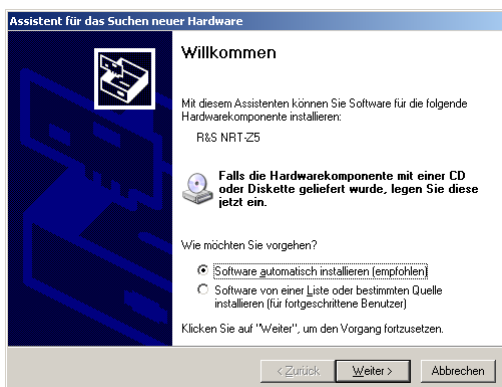 Assistent für das Suchen neuer Hardware
Willkommen
Mit diesem Assistenten können Sie Software für die folgende
Hardwarekomponente installieren:
R&S NRT-Z5
Falls die Hardwarekomponente mit einer CD
oder Diskette geliefert wurde, legen Sie diese
jetzt ein.
Wie möchten Sie vorgehen?
Software automatisch installieren (empfohlen)
Software von einer Liste oder bestimmten Quelle
installieren (für fortgeschrittene Benutzer)
Klicken Sie auf "Weiter", um den Vorgang fortzusetzen.
< Zurück Weiter > Abbrechen